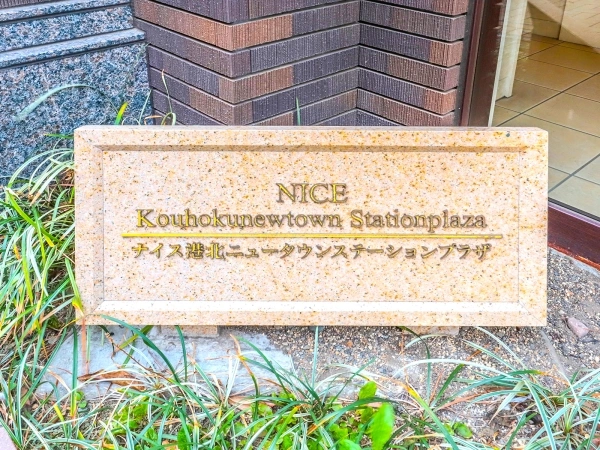 NICE
Kouhokunewtown Stationplaza
ナイス港北ニュータウンステーションプラザ